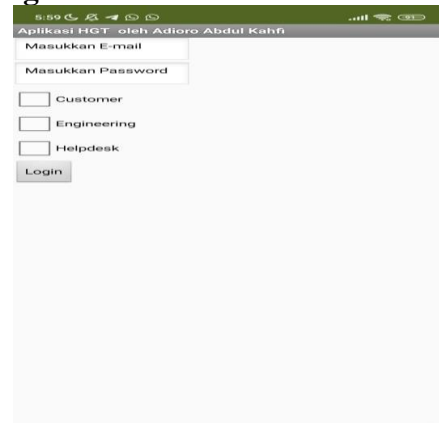 5:59
Aplikasi HGT oleh Adioro Abdul Kahfi
Masukkan E-mail
Masukkan Password
Customer
Engineering
Helpdesk
Login